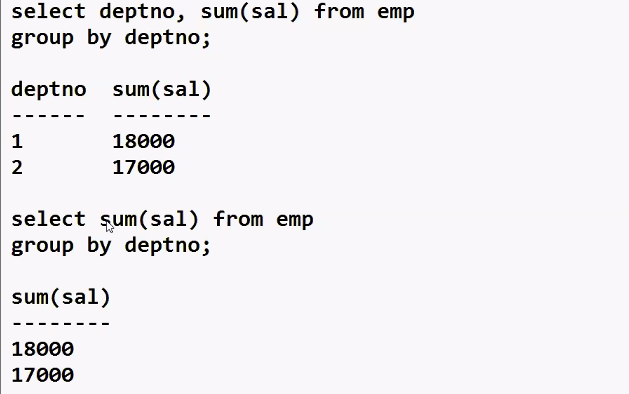 select deptno, sum(sal) from emp
group by deptno;
deptno  sum(sal)
------  --------
1       18000
2       17000
select sum(sal) from emp
group by deptno;
sum(sal)
--------
18000
17000